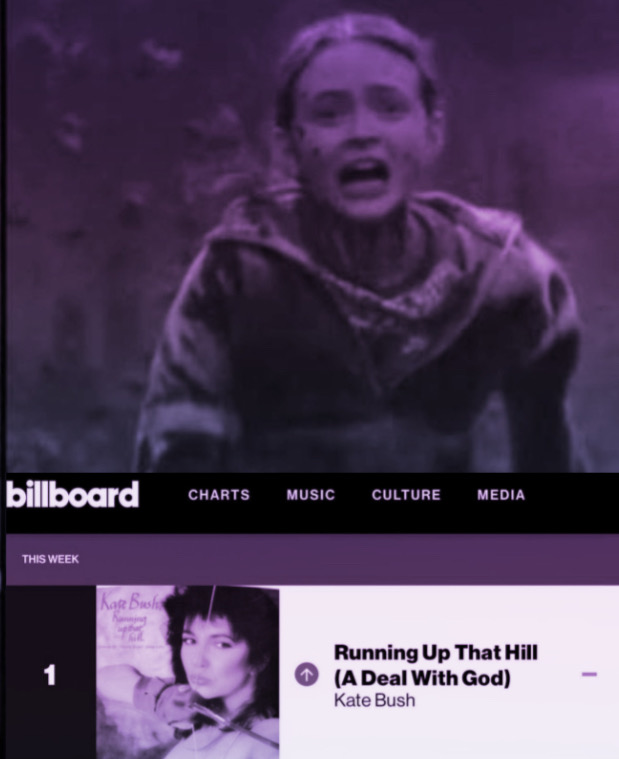 billboard CHARTS MUSIC CULTURE MEDIA
THIS WEEK
Kate Bush
Running
up that
hill
1
Running Up That Hill
(A Deal With God)
Kate Bush